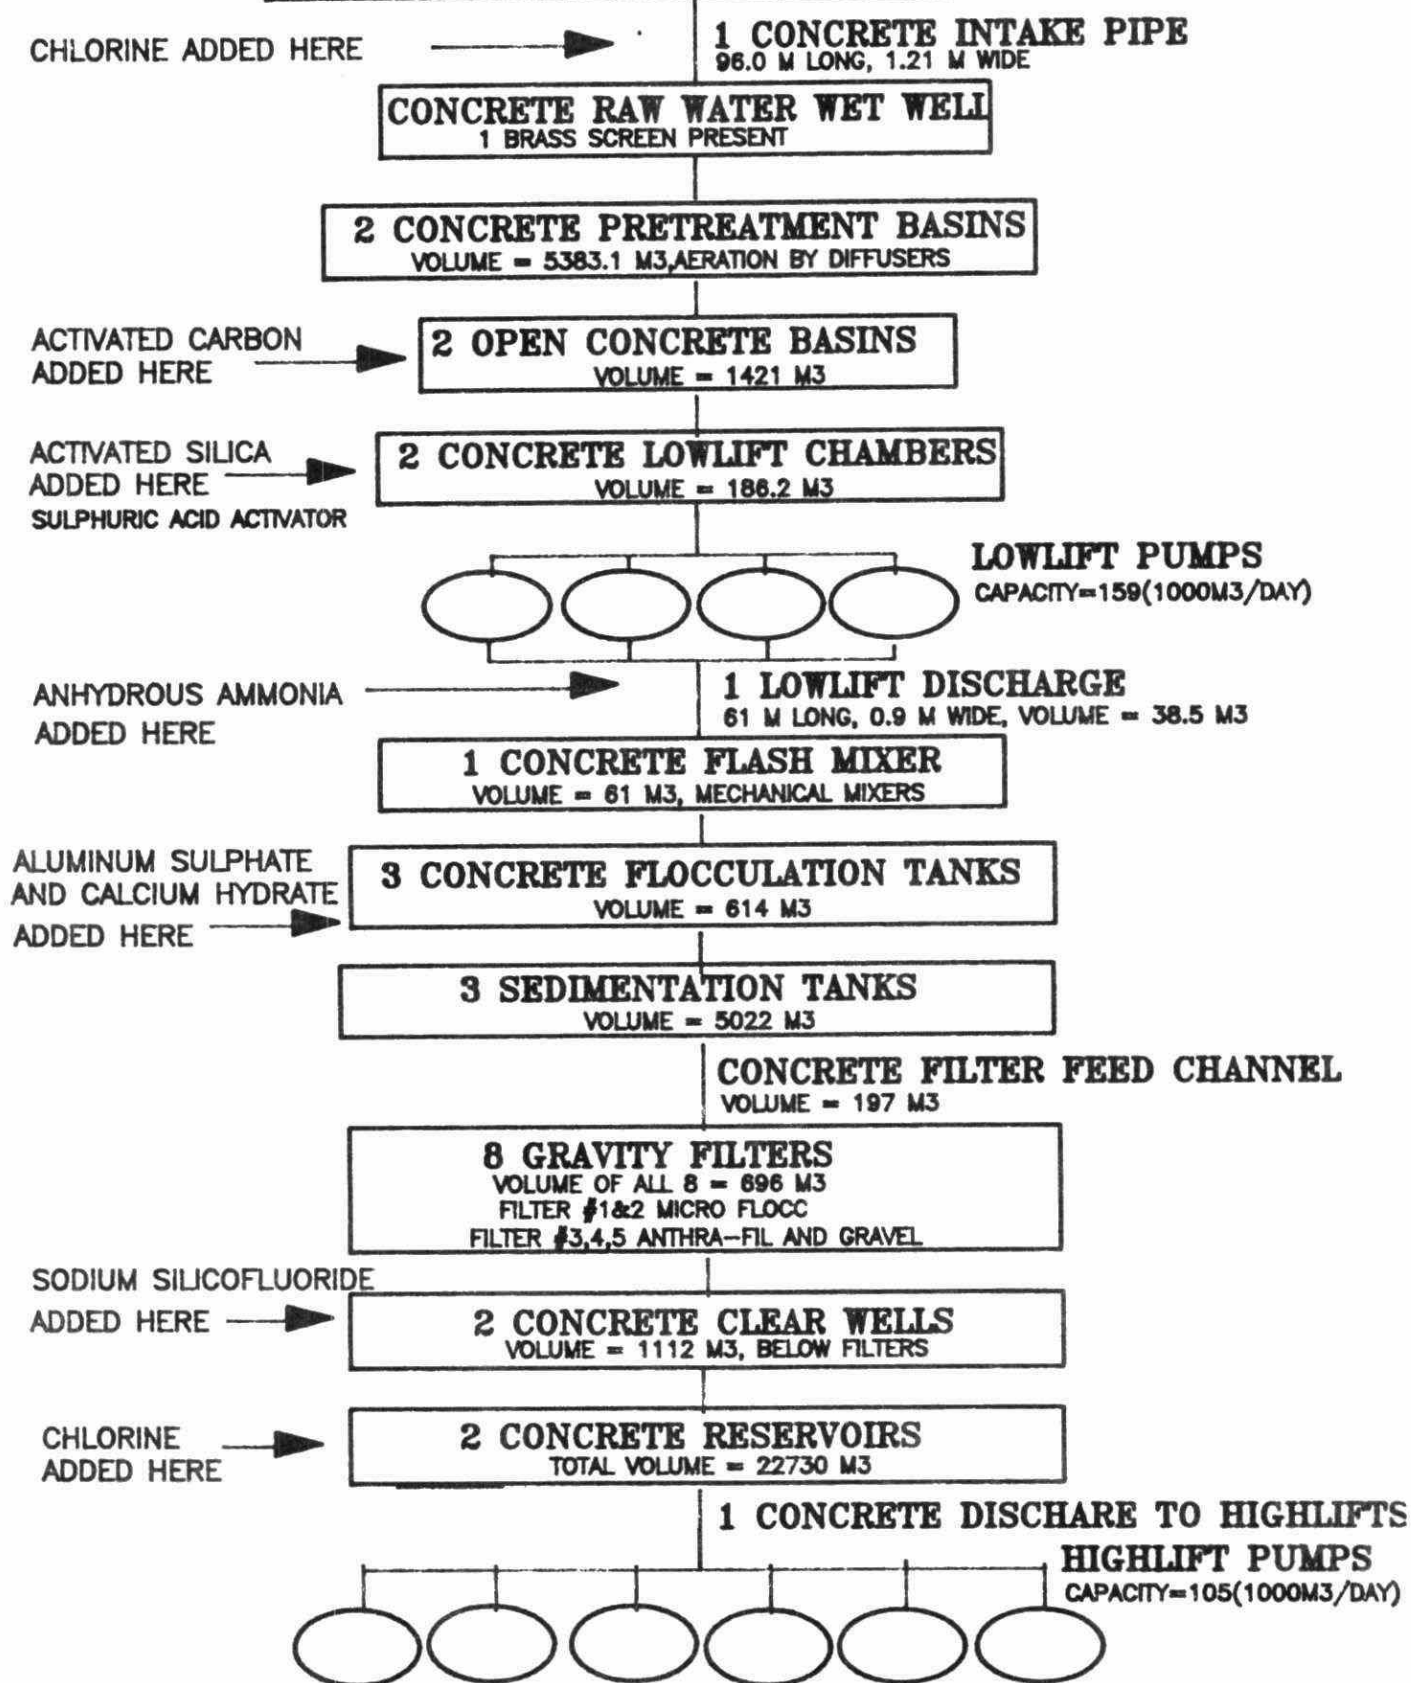 CHLORINE ADDED HERE
1 CONCRETE INTAKE PIPE
96.0 M LONG, 1.21 M WIDE
CONCRETE RAW WATER WET WELL
1 BRASS SCREEN PRESENT
2 CONCRETE PRETREATMENT BASINS
VOLUME = 5383.1 M3,AERATION BY DIFFUSERS
ACTIVATED CARBON
ADDED HERE
2 OPEN CONCRETE BASINS
VOLUME = 1421 M3
ACTIVATED SILICA
ADDED HERE
SULPHURIC ACID ACTIVATOR
2 CONCRETE LOWLIFT CHAMBERS
VOLUME = 186.2 M3
LOWLIFT PUMPS
CAPACITY=159(1000M3/DAY)
ANHYDROUS AMMONIA
ADDED HERE
1 LOWLIFT DISCHARGE
61 M LONG, 0.9 M WIDE, VOLUME = 38.5 M3
1 CONCRETE FLASH MIXER
VOLUME = 61 M3, MECHANICAL MIXERS
ALUMINUM SULPHATE
AND CALCIUM HYDRATE
ADDED HERE
3 CONCRETE FLOCCULATION TANKS
VOLUME = 614 M3
3 SEDIMENTATION TANKS
VOLUME = 5022 M3
CONCRETE FILTER FEED CHANNEL
VOLUME = 197 M3
8 GRAVITY FILTERS
VOLUME OF ALL 8 = 696 M3
FILTER #1&2 MICRO FLOCC
FILTER #3,4,5 ANTHRA-FIL AND GRAVEL
SODIUM SILICOFLUORIDE
ADDED HERE
2 CONCRETE CLEAR WELLS
VOLUME = 1112 M3, BELOW FILTERS
CHLORINE
ADDED HERE
2 CONCRETE RESERVOIRS
TOTAL VOLUME = 22730 M3
1 CONCRETE DISCHARE TO HIGHLIFTS
HIGHLIFT PUMPS
CAPACITY=105(1000M3/DAY)